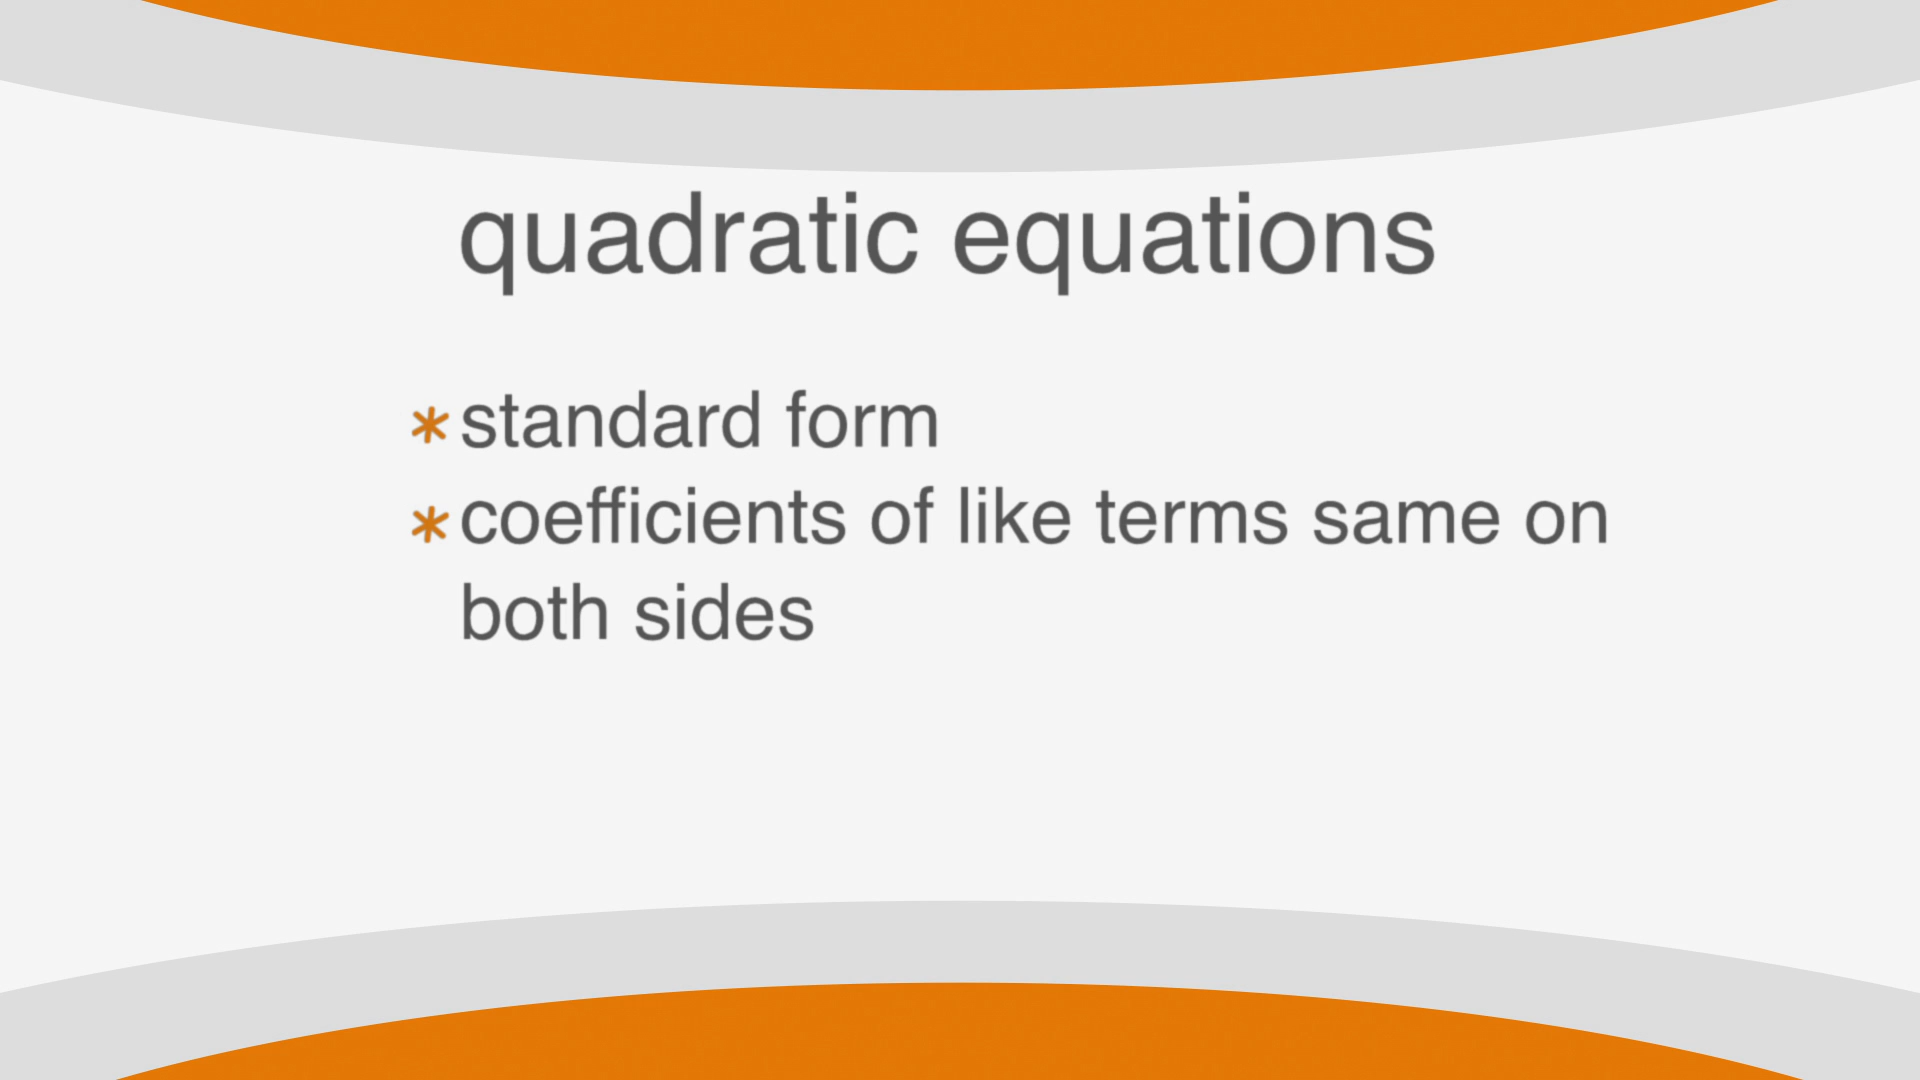 quadratic equations
* standard form
* coefficients of like terms same on
both sides